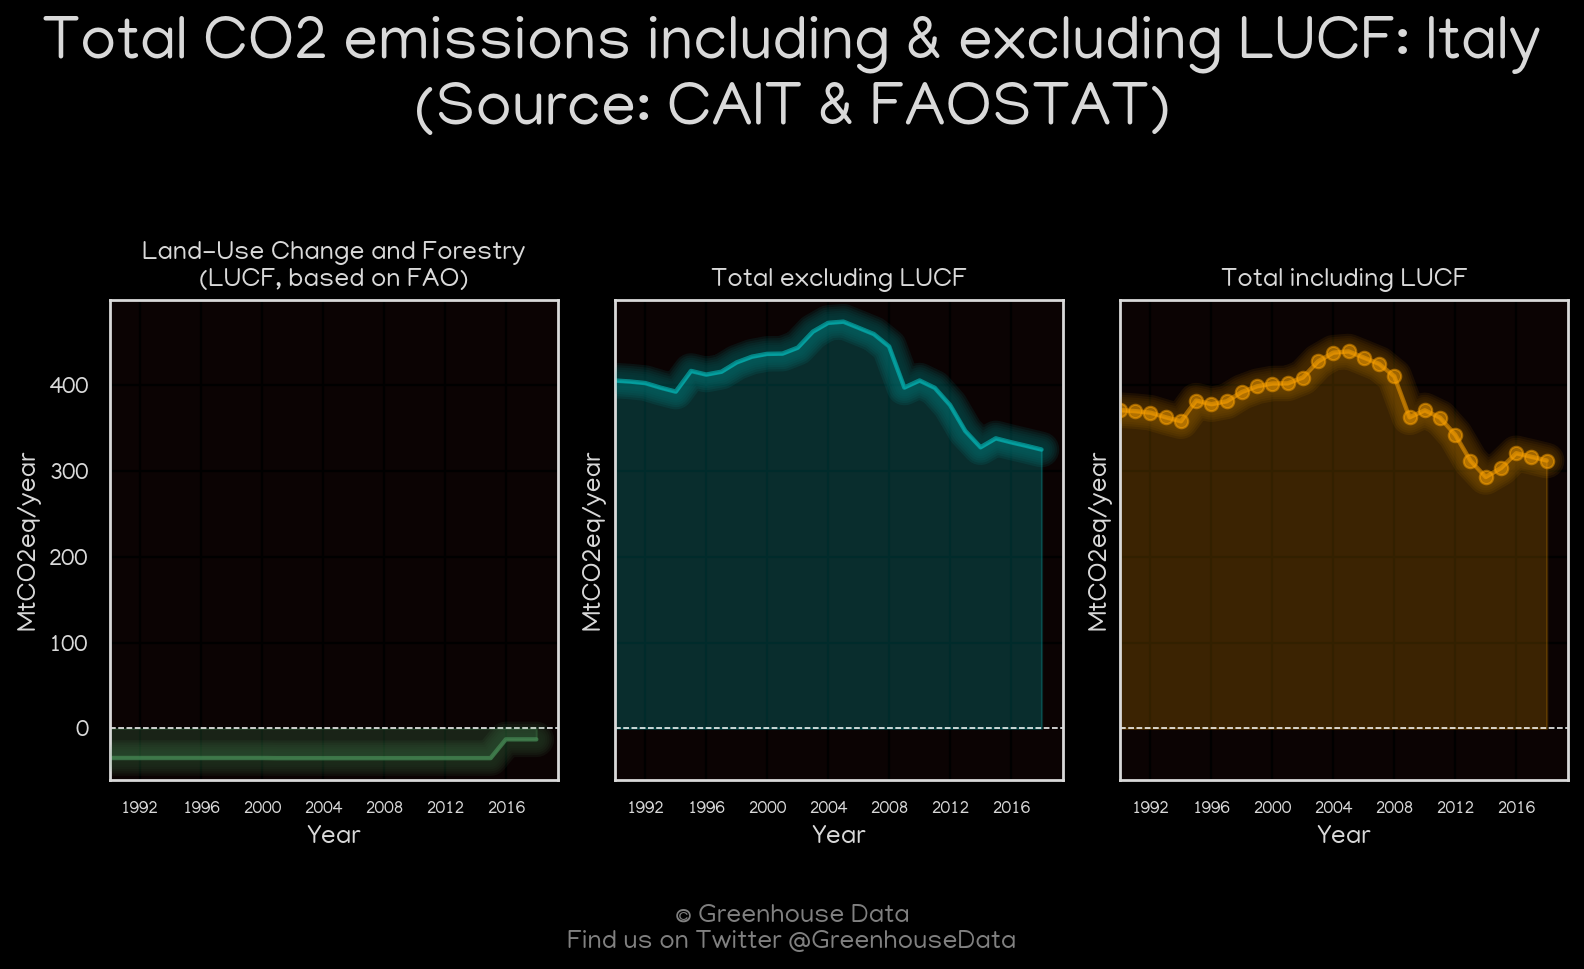 Total CO2 emissions including & excluding LUCF: Italy
(Source: CAIT & FAOSTAT)
Land-Use Change and Forestry
(LUCF, based on FAO)
MtCO2eq/year
400
300
200
100
0
1992 1996 2000 2004 2008 2012 2016
Year
Total excluding LUCF
MtCO2eq/year
1992 1996 2000 2004 2008 2012 2016
Year
Total including LUCF
MtCO2eq/year
1992 1996 2000 2004 2008 2012 2016
Year
© Greenhouse Data
Find us on Twitter @GreenhouseData